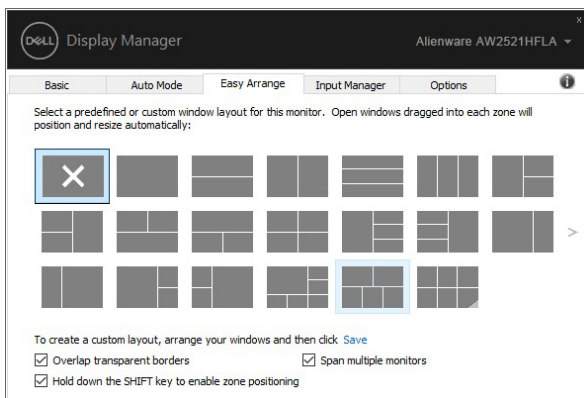 DELL Display Manager
Alienware AW2521HFLA
Basic Auto Mode Easy Arrange Input Manager Options
Select a predefined or custom window layout for this monitor. Open windows dragged into each zone will
position and resize automatically:
To create a custom layout, arrange your windows and then click Save
Overlap transparent borders
Span multiple monitors
Hold down the SHIFT key to enable zone positioning